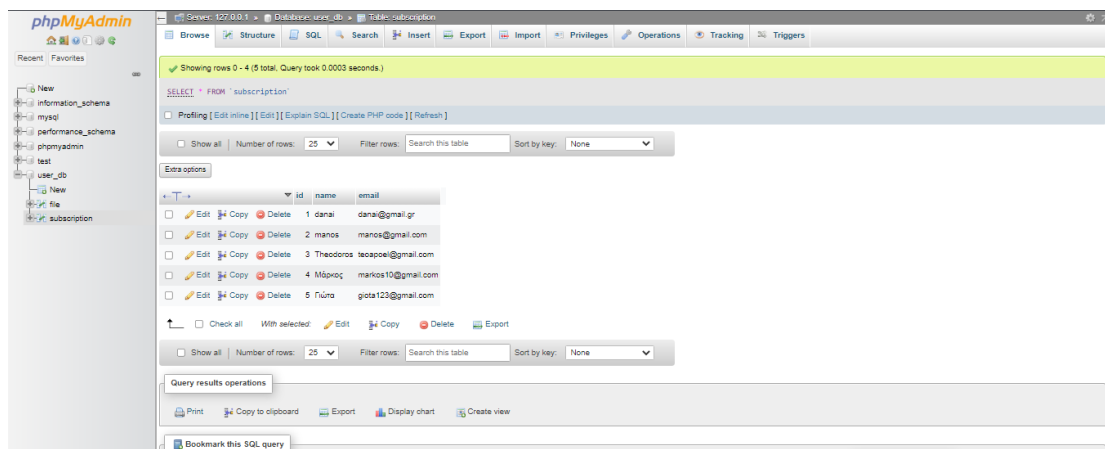 phpMyAdmin
Recent Favorites
New
information_schema
mysql
performance_schema
phpmyadmin
test
user_db
New
file
subscription
Server: 127.0.0.1 » Database: user_db » Table: subscription
Browse Structure SQL Search Insert Export Import Privileges Operations Tracking Triggers
Showing rows 0 - 4 (5 total, Query took 0.0003 seconds.)
SELECT * FROM `subscription`
Profiling [ Edit inline ] [ Edit ] [ Explain SQL ] [ Create PHP code ] [ Refresh ]
Show all | Number of rows: 25 Filter rows: Search this table Sort by key: None
Extra options
id name email
Edit Copy Delete 1 danai danai@gmail.gr
Edit Copy Delete 2 manos manos@gmail.com
Edit Copy Delete 3 Theodoros teoapoel@gmail.com
Edit Copy Delete 4 Μάρκος markos10@gmail.com
Edit Copy Delete 5 Γιώτα giota123@gmail.com
Check all With selected: Edit Copy Delete Export
Show all | Number of rows: 25 Filter rows: Search this table Sort by key: None
Query results operations
Print Copy to clipboard Export Display chart Create view
Bookmark this SQL query